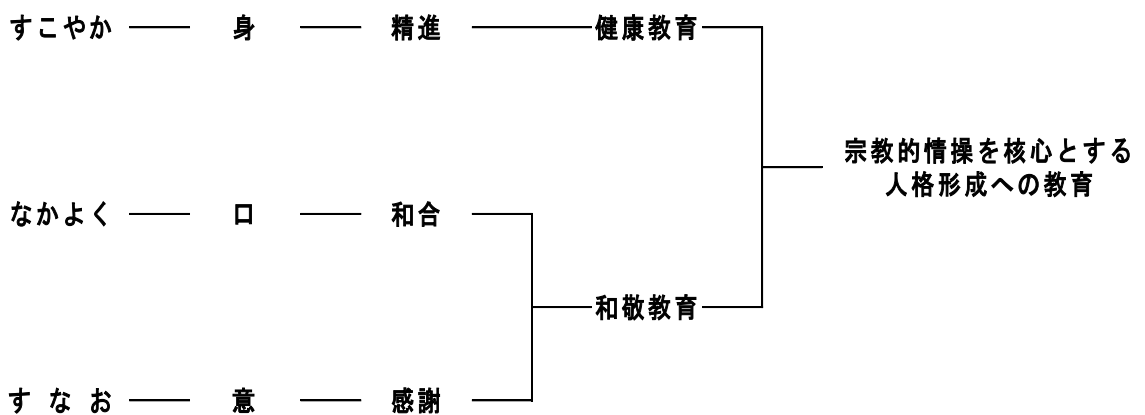 すこやか 身 精進 健康教育
宗教的情操を核心とする
人格形成への教育
なかよく 口 和合
和敬教育
すなお 意 感謝